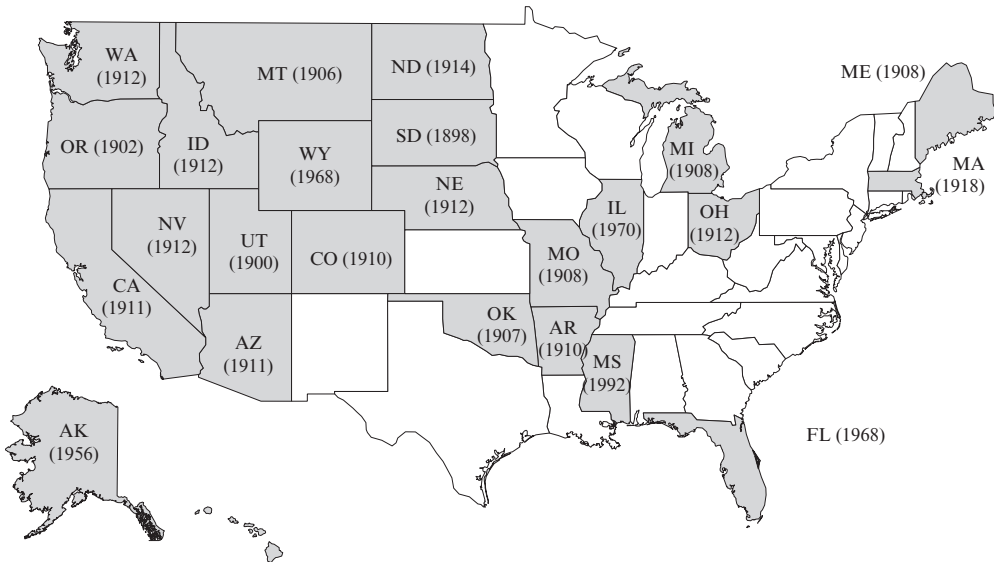 WA
(1912)
MT (1906)
ND (1914)
ME (1908)
OR (1902)
ID
(1912)
WY
(1968)
SD (1898)
MI
(1908)
MA
(1918)
NE
(1912)
NV
(1912)
UT
(1900)
CO (1910)
IL
(1970)
OH
(1912)
MO
(1908)
CA
(1911)
AZ
(1911)
OK
(1907)
AR
(1910)
MS
(1992)
AK
(1956)
FL (1968)